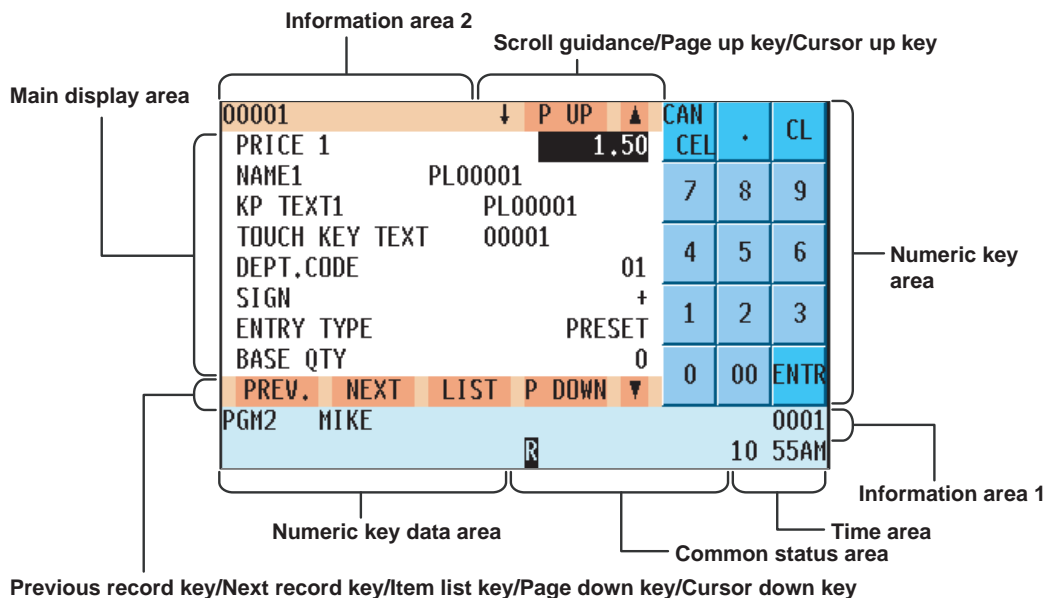 Information area 2
Scroll guidance/Page up key/Cursor up key
Main display area
00001 ↓ P UP ▲ CAN CEL . CL
PRICE 1 1.50
NAME1 PL00001
KP TEXT1 PL00001
7 8 9
TOUCH KEY TEXT 00001
DEPT.CODE 01
4 5 6
Numeric key area
SIGN +
ENTRY TYPE PRESET
1 2 3
BASE QTY 0
PREV. NEXT LIST P DOWN ▼
0 00 ENTR
PGM2 MIKE 0001
R 10 55AM
Information area 1
Numeric key data area
Time area
Common status area
Previous record key/Next record key/Item list key/Page down key/Cursor down key